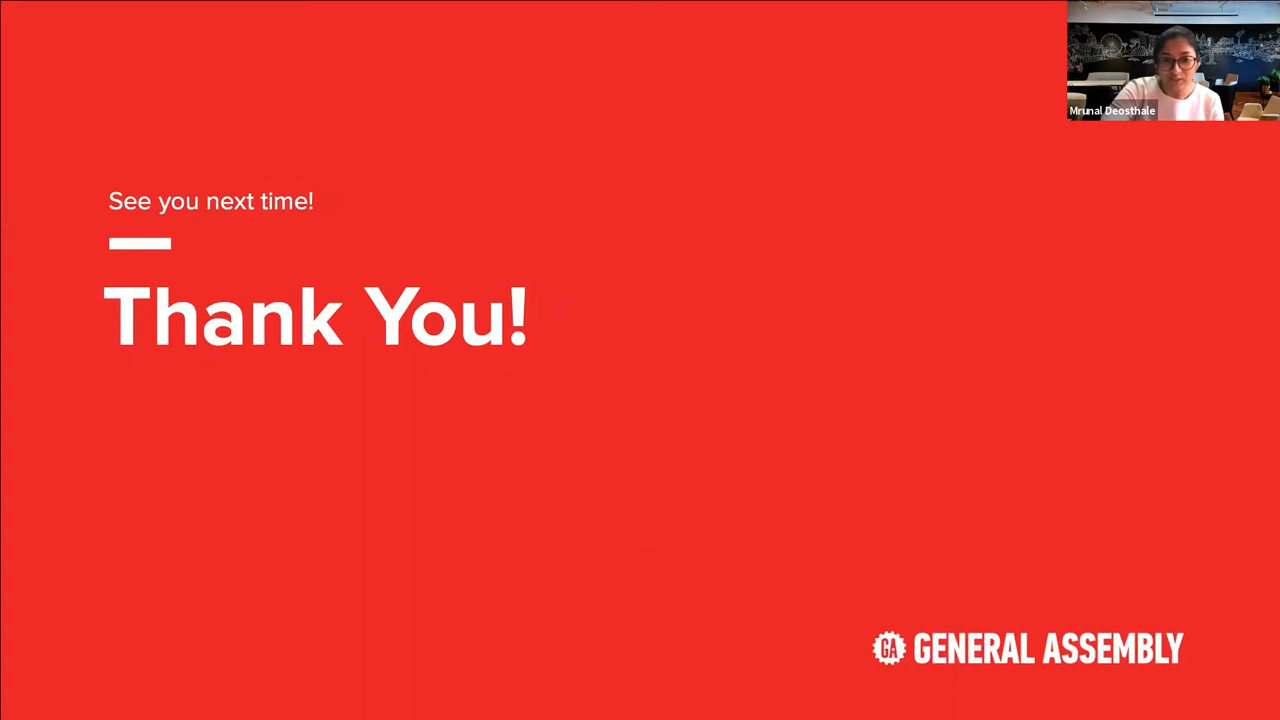 Mrunal Deosthale
See you next time!
Thank You!
GA GENERAL ASSEMBLY